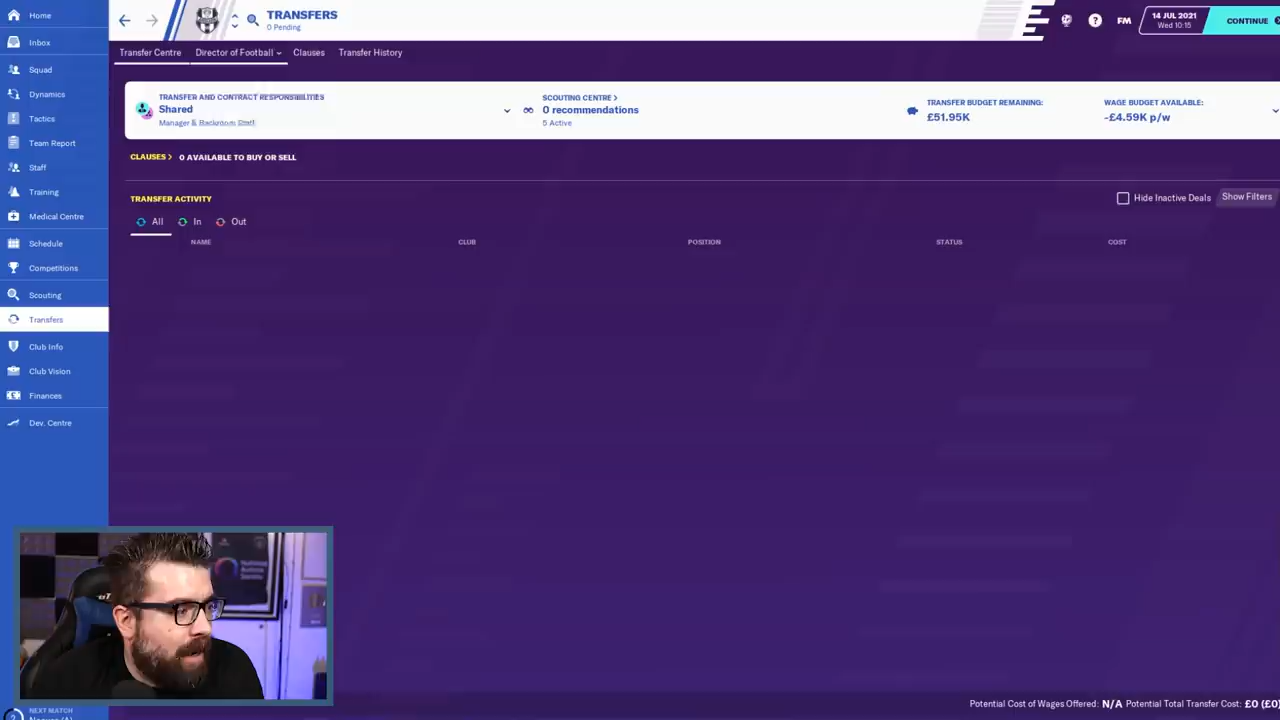 Home
Inbox
Squad
Dynamics
Tactics
Team Report
Staff
Training
Medical Centre
Schedule
Competitions
Scouting
Transfers
Club Info
Club Vision
Finances
Dev. Centre
NEXT MATCH
TRANSFERS
0 Pending
FM
14 JUL 2021
Wed 10:15
CONTINUE
Transfer Centre
Director of Football
Clauses
Transfer History
TRANSFER AND CONTRACT RESPONSIBILITIES
Shared
Manager & Backroom Staff
SCOUTING CENTRE >
0 recommendations
5 Active
TRANSFER BUDGET REMAINING:
£51.95K
WAGE BUDGET AVAILABLE:
-£4.59K p/w
CLAUSES > 0 AVAILABLE TO BUY OR SELL
TRANSFER ACTIVITY
Hide Inactive Deals
Show Filters
All
In
Out
NAME CLUB POSITION STATUS COST
Potential Cost of Wages Offered: N/A Potential Total Transfer Cost: £0 (£0)